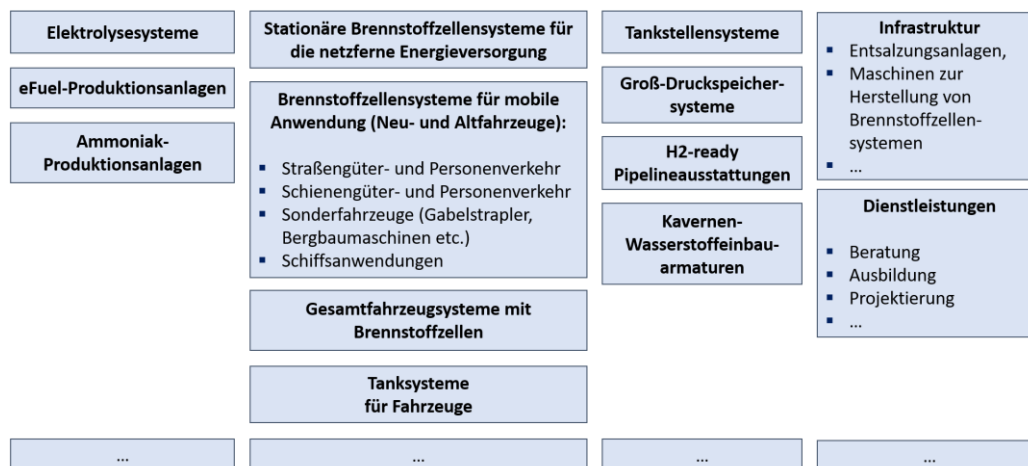 Elektrolysesysteme
eFuel-Produktionsanlagen
Ammoniak-
Produktionsanlagen
...
Stationäre Brennstoffzellensysteme für
die netzferne Energieversorgung
Brennstoffzellensysteme für mobile
Anwendung (Neu- und Altfahrzeuge):
▪ Straßengüter- und Personenverkehr
▪ Schienengüter- und Personenverkehr
▪ Sonderfahrzeuge (Gabelstrapler,
Bergbaumaschinen etc.)
▪ Schiffsanwendungen
Gesamtfahrzeugsysteme mit
Brennstoffzellen
Tanksysteme
für Fahrzeuge
...
Tankstellensysteme
Groß-Druckspeicher-
systeme
H2-ready
Pipelineausstattungen
Kavernen-
Wasserstoffeinbau-
armaturen
...
Infrastruktur
▪ Entsalzungsanlagen,
▪ Maschinen zur
Herstellung von
Brennstoffzellen-
systemen
▪ ...
Dienstleistungen
▪ Beratung
▪ Ausbildung
▪ Projektierung
▪ ...
...